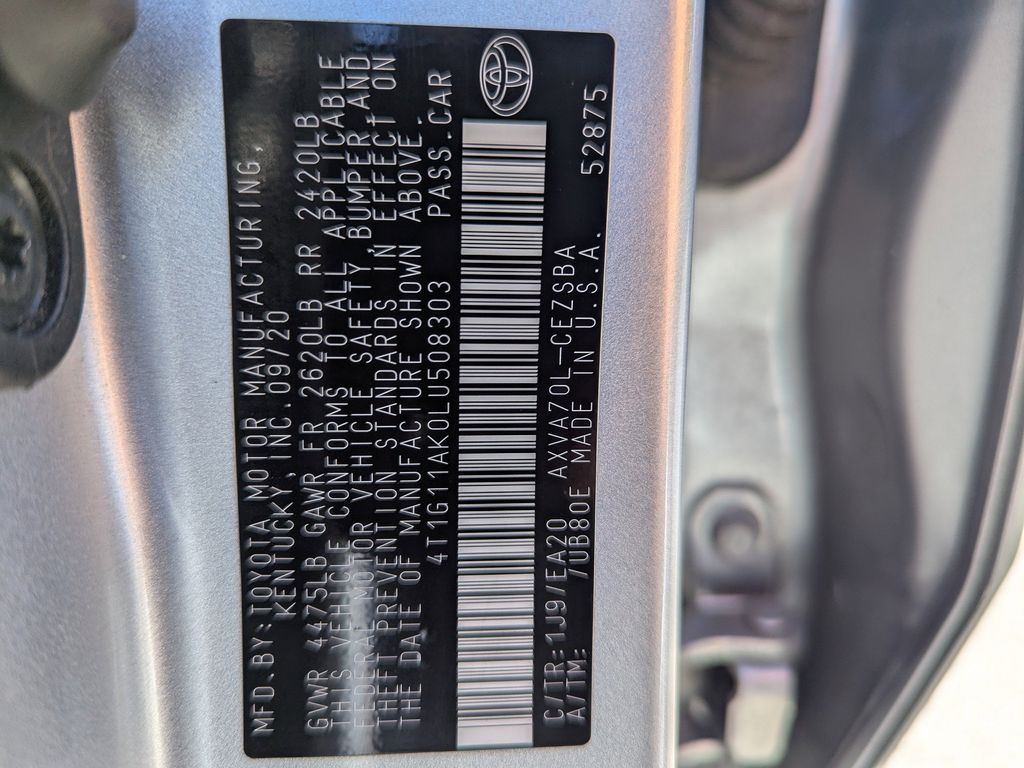 MFD.BY:TOYOTA MOTOR MANUFACTURING,
KENTUCKY,INC.09/20
GVWR 4475LB GAWR FR 2620LB RR 2420LB
THIS VEHICLE CONFORMS TO ALL APPLICABLE
FEDERAL MOTOR VEHICLE SAFETY, BUMPER AND
THEFT PREVENTION STANDARDS IN EFFECT ON
THE DATE OF MANUFACTURE SHOWN ABOVE.
4T1G11AK0LU508303 PASS.CAR
C/TR:1J9/EA20 AXVA70L-CEZSBA
A/TM: /UB80E MADE IN U.S.A. 52875